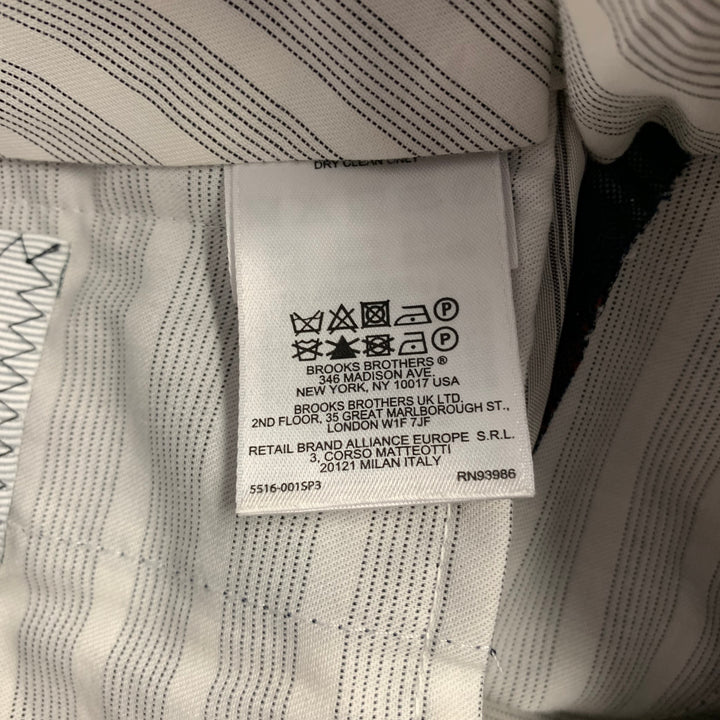 DRY CLEAN ONLY
P
P
BROOKS BROTHERS ®
346 MADISON AVE.
NEW YORK, NY 10017 USA
BROOKS BROTHERS UK LTD.
2ND FLOOR, 35 GREAT MARLBOROUGH ST.,
LONDON W1F 7JF
RETAIL BRAND ALLIANCE EUROPE S.R.L.
3, CORSO MATTEOTTI
20121 MILAN ITALY
5516-001SP3 RN93986